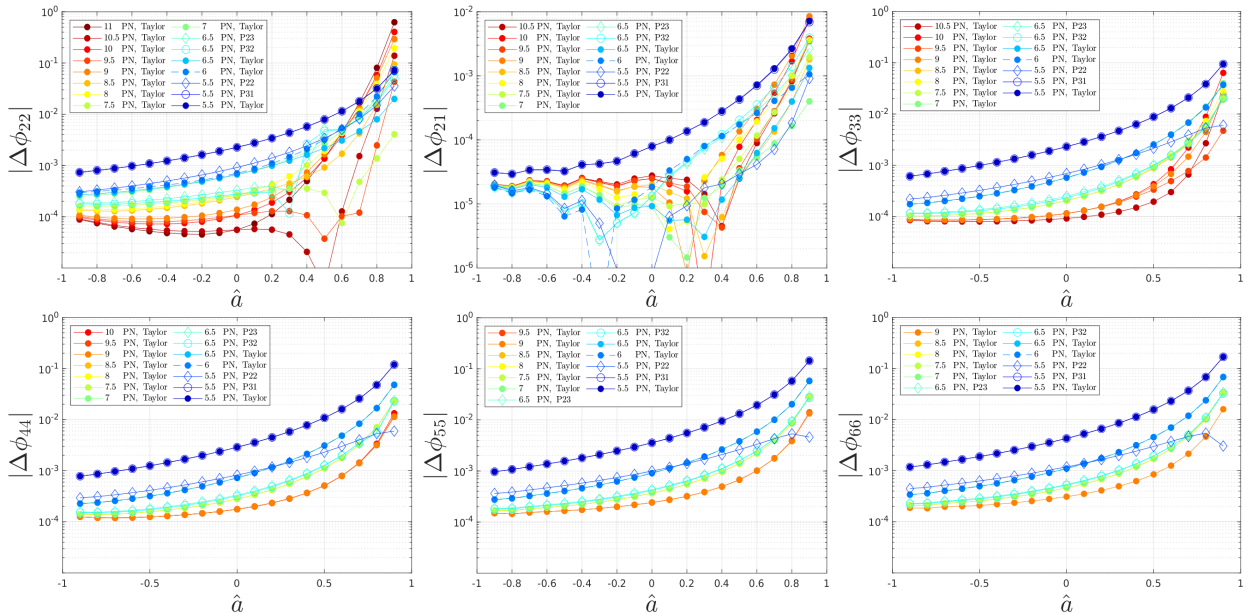 |Δϕ₂₂|
10⁰
10⁻¹
10⁻²
10⁻³
10⁻⁴
11 PN, Taylor
10.5 PN, Taylor
10 PN, Taylor
9.5 PN, Taylor
9 PN, Taylor
8.5 PN, Taylor
8 PN, Taylor
7.5 PN, Taylor
7 PN, Taylor
6.5 PN, P23
6.5 PN, P32
6.5 PN, Taylor
6 PN, Taylor
5.5 PN, P22
5.5 PN, P31
5.5 PN, Taylor
-1 -0.8 -0.6 -0.4 -0.2 0 0.2 0.4 0.6 0.8 1
â
|Δϕ₂₁|
10⁻²
10⁻³
10⁻⁴
10⁻⁵
10⁻⁶
10.5 PN, Taylor
10 PN, Taylor
9.5 PN, Taylor
9 PN, Taylor
8.5 PN, Taylor
8 PN, Taylor
7.5 PN, Taylor
7 PN, Taylor
6.5 PN, P23
6.5 PN, P32
6.5 PN, Taylor
6 PN, Taylor
5.5 PN, P22
5.5 PN, P31
5.5 PN, Taylor
-1 -0.8 -0.6 -0.4 -0.2 0 0.2 0.4 0.6 0.8 1
â
|Δϕ₃₃|
10⁰
10⁻¹
10⁻²
10⁻³
10⁻⁴
10.5 PN, Taylor
10 PN, Taylor
9.5 PN, Taylor
9 PN, Taylor
8.5 PN, Taylor
8 PN, Taylor
7.5 PN, Taylor
7 PN, Taylor
6.5 PN, P23
6.5 PN, P32
6.5 PN, Taylor
6 PN, Taylor
5.5 PN, P22
5.5 PN, P31
5.5 PN, Taylor
-1 -0.5 0 0.5 1
â
|Δϕ₄₄|
10⁰
10⁻¹
10⁻²
10⁻³
10⁻⁴
10 PN, Taylor
9.5 PN, Taylor
9 PN, Taylor
8.5 PN, Taylor
8 PN, Taylor
7.5 PN, Taylor
7 PN, Taylor
6.5 PN, P23
6.5 PN, P32
6.5 PN, Taylor
6 PN, Taylor
5.5 PN, P22
5.5 PN, P31
5.5 PN, Taylor
-1 -0.5 0 0.5 1
â
|Δϕ₅₅|
10⁰
10⁻¹
10⁻²
10⁻³
10⁻⁴
9.5 PN, Taylor
9 PN, Taylor
8.5 PN, Taylor
8 PN, Taylor
7.5 PN, Taylor
7 PN, Taylor
6.5 PN, P23
6.5 PN, P32
6.5 PN, Taylor
6 PN, Taylor
5.5 PN, P22
5.5 PN, P31
5.5 PN, Taylor
-1 -0.8 -0.6 -0.4 -0.2 0 0.2 0.4 0.6 0.8 1
â
|Δϕ₆₆|
10⁰
10⁻¹
10⁻²
10⁻³
10⁻⁴
9 PN, Taylor
8.5 PN, Taylor
8 PN, Taylor
7.5 PN, Taylor
7 PN, Taylor
6.5 PN, P23
6.5 PN, P32
6.5 PN, Taylor
6 PN, Taylor
5.5 PN, P22
5.5 PN, P31
5.5 PN, Taylor
-1 -0.5 0 0.5 1
â